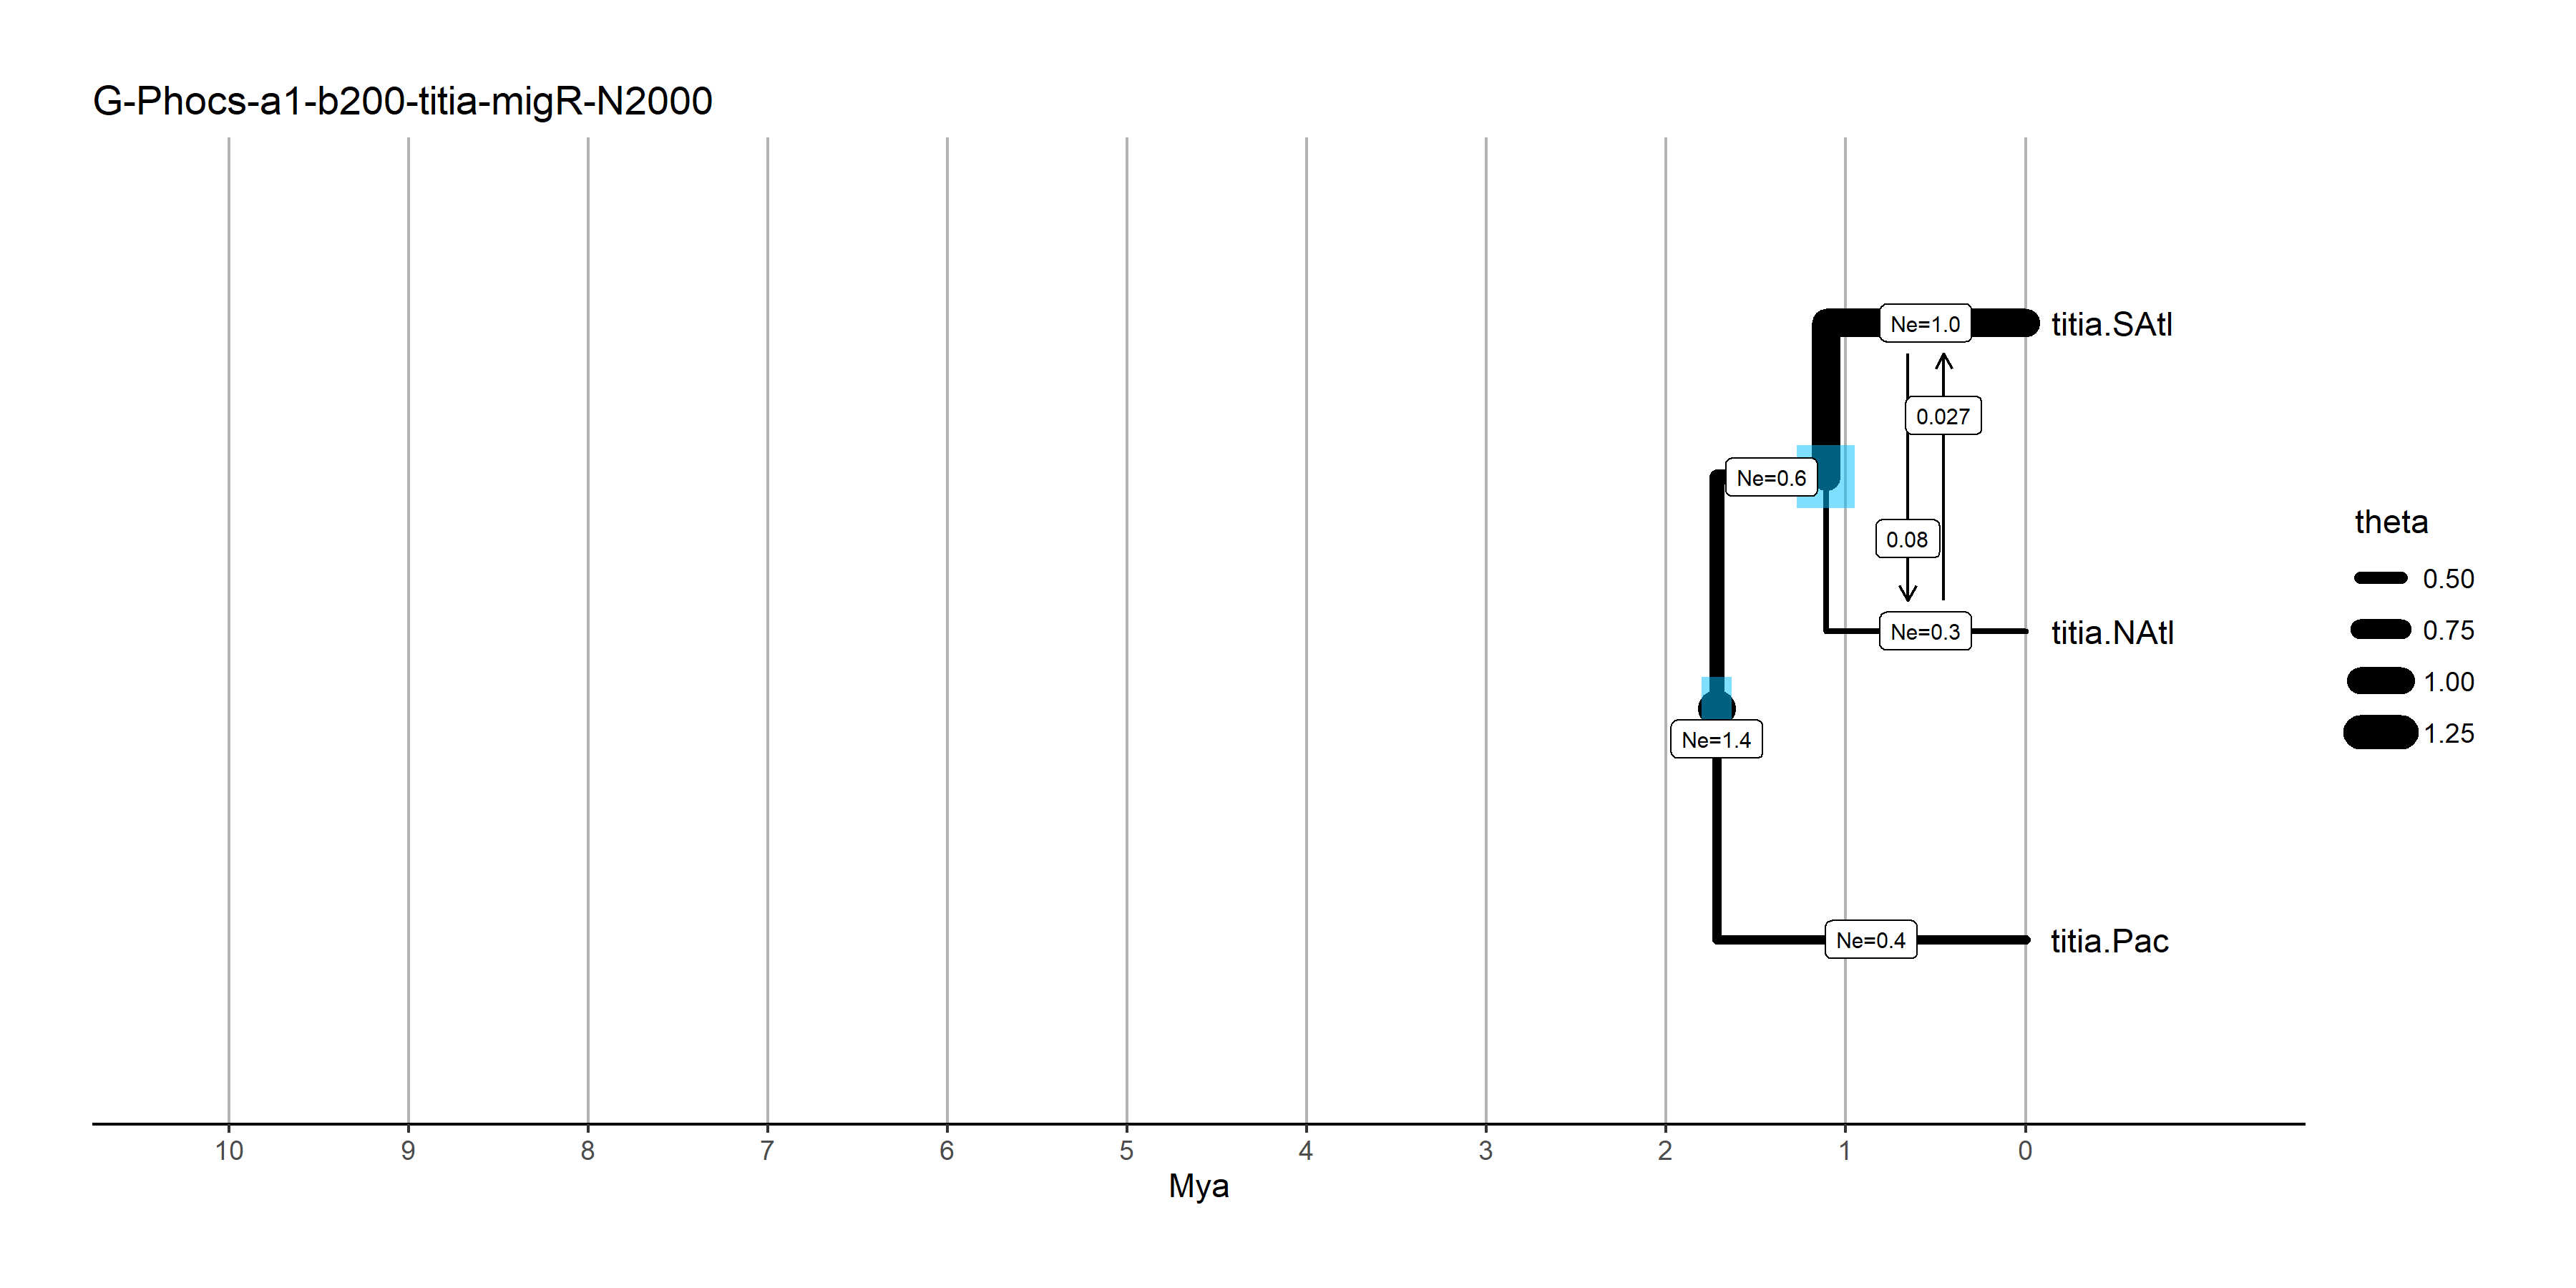 G-Phocs-a1-b200-titia-migR-N2000
Ne=1.0
titia.SAtl
0.027
Ne=0.6
0.08
Ne=0.3
titia.NAtl
Ne=1.4
Ne=0.4
titia.Pac
theta
0.50
0.75
1.00
1.25
10 9 8 7 6 5 4 3 2 1 0
Mya